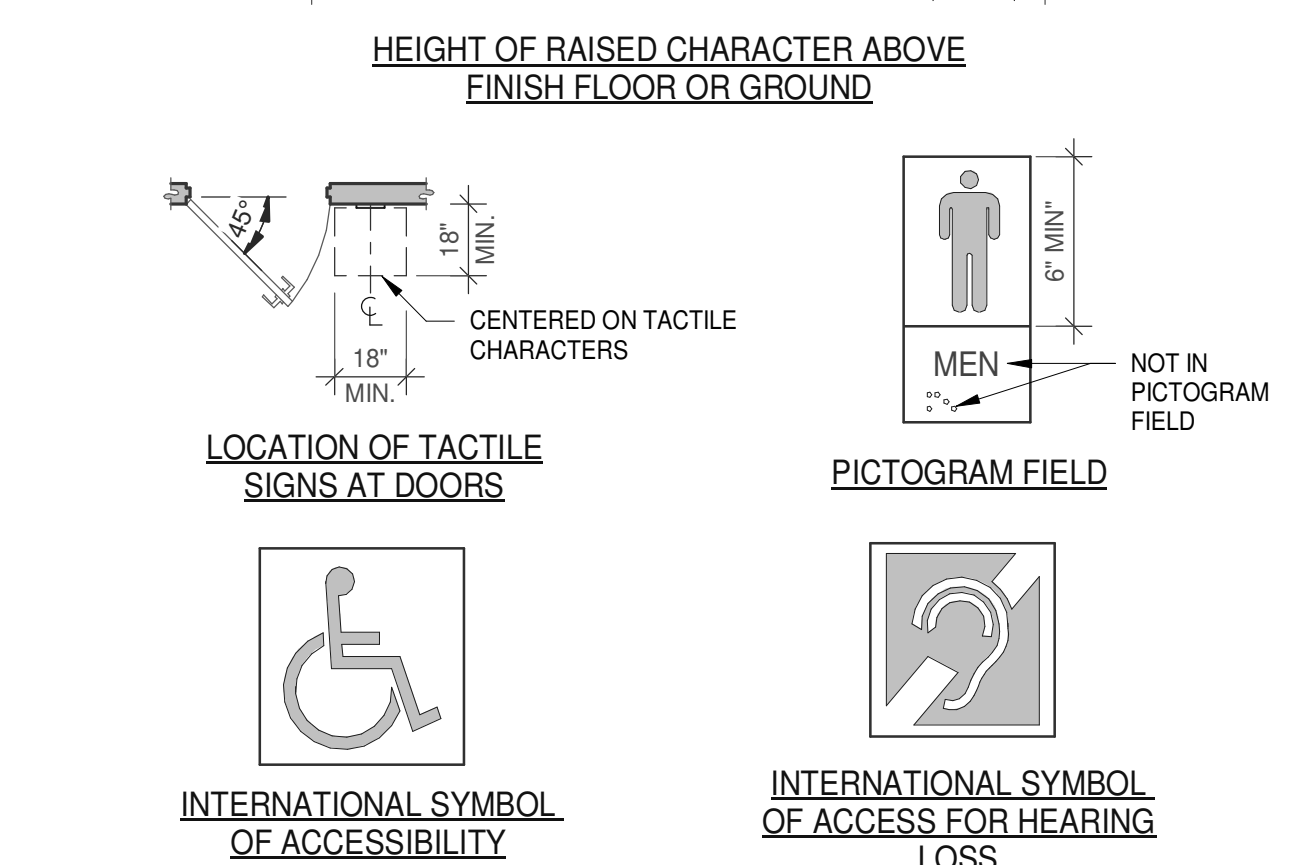 HEIGHT OF RAISED CHARACTER ABOVE
FINISH FLOOR OR GROUND
45°
18"
MIN.
CENTERED ON TACTILE
CHARACTERS
18"
MIN.
LOCATION OF TACTILE
SIGNS AT DOORS
6" MIN"
MEN
NOT IN
PICTOGRAM
FIELD
PICTOGRAM FIELD
INTERNATIONAL SYMBOL
OF ACCESSIBILITY
INTERNATIONAL SYMBOL
OF ACCESS FOR HEARING
LOSS